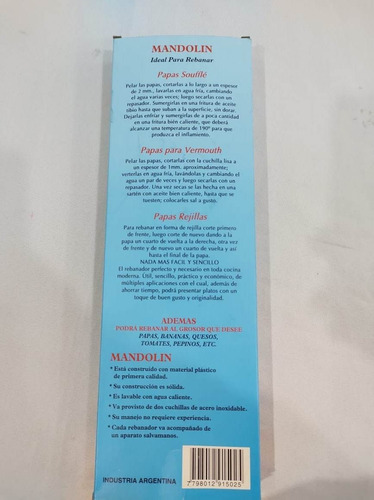 MANDOLIN
Ideal Para Rebanar
Papas Soufflé
Pelar las papas, cortarlas a lo largo a un espesor
de 2 mm., lavarlas en agua fría, cambiando
el agua varias veces; luego secarlas con un
repasador. Sumergirlas en una fritura de aceite
tibio hasta que suban a la superficie, sin dorar.
Dejarlas enfriar y sumergirlas de a poca cantidad
en una fritura bién caliente, que deberá
alcanzar una temperatura de 190º para que
produzca el inflamiento.
Papas para Vermouth
Pelar las papas, cortarlas con la cuchilla lisa a
un espesor de 1mm. aproximadamente;
verterlas en agua fría, lavándolas y cambiando el
agua un par de veces y luego secarlas con un
repasador. Una vez secas se las hecha en una
sartén con aceite bien caliente, hasta que se
tuesten; colocarles sal a gusto.
Papas Rejillas
Para rebanar en forma de rejilla corte primero
de frente, luego corte de nuevo dando a la
papa un cuarto de vuelta a la derecha, otra vez
de frente y de nuevo un cuarto de vuelta y así
hasta el final de la papa.
NADA MAS FACIL Y SENCILLO
El rebanador perfecto y necesario en toda cocina
moderna. Útil, sencillo, práctico y económico, de
múltiples aplicaciones con el cual, además de
ahorrar tiempo, podrá presentar platos con un
toque de buen gusto y originalidad.
ADEMAS
PODRÁ REBANAR AL GROSOR QUE DESEE
PAPAS, BANANAS, QUESOS,
TOMATES, PEPINOS, ETC.
MANDOLIN
* Está construido con material plástico
de primera calidad.
* Su construcción es sólida.
* Es lavable con agua caliente.
* Va provisto de dos cuchillas de acero inoxidable.
* Su manejo no requiere experiencia.
* Cada rebanador va acompañado de
un aparato salvamanos.
INDUSTRIA ARGENTINA
7 798012 915025